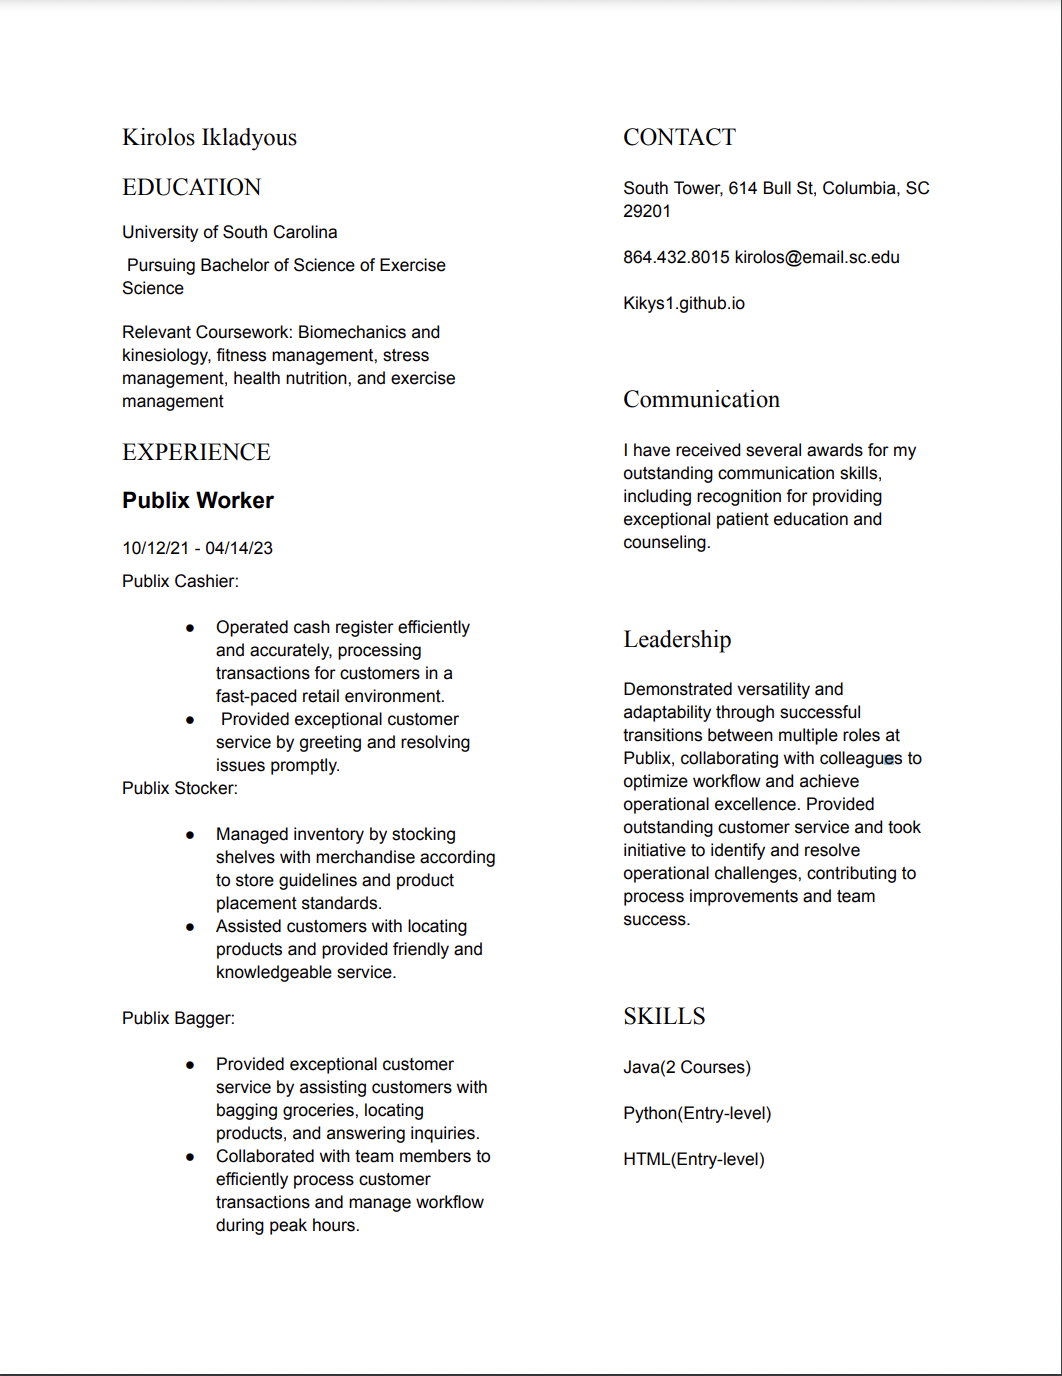 Kirolos Ikladyous
EDUCATION
University of South Carolina
Pursuing Bachelor of Science of Exercise
Science
Relevant Coursework: Biomechanics and
kinesiology, fitness management, stress
management, health nutrition, and exercise
management
EXPERIENCE
Publix Worker
10/12/21 - 04/14/23
Publix Cashier:
● Operated cash register efficiently
and accurately, processing
transactions for customers in a
fast-paced retail environment.
● Provided exceptional customer
service by greeting and resolving
issues promptly.
Publix Stocker:
● Managed inventory by stocking
shelves with merchandise according
to store guidelines and product
placement standards.
● Assisted customers with locating
products and provided friendly and
knowledgeable service.
Publix Bagger:
● Provided exceptional customer
service by assisting customers with
bagging groceries, locating
products, and answering inquiries.
● Collaborated with team members to
efficiently process customer
transactions and manage workflow
during peak hours.
CONTACT
South Tower, 614 Bull St, Columbia, SC
29201
864.432.8015 kirolos@email.sc.edu
Kikys1.github.io
Communication
I have received several awards for my
outstanding communication skills,
including recognition for providing
exceptional patient education and
counseling.
Leadership
Demonstrated versatility and
adaptability through successful
transitions between multiple roles at
Publix, collaborating with colleagues to
optimize workflow and achieve
operational excellence. Provided
outstanding customer service and took
initiative to identify and resolve
operational challenges, contributing to
process improvements and team
success.
SKILLS
Java(2 Courses)
Python(Entry-level)
HTML(Entry-level)